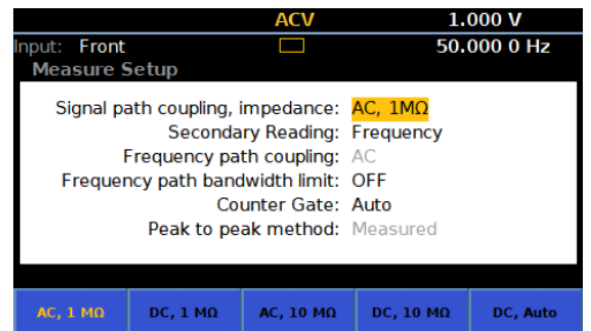 ACV 1.000 V
Input: Front 50.000 0 Hz
Measure Setup
Signal path coupling, impedance: AC, 1MΩ
Secondary Reading: Frequency
Frequency path coupling: AC
Frequency path bandwidth limit: OFF
Counter Gate: Auto
Peak to peak method: Measured
AC, 1 MΩ DC, 1 MΩ AC, 10 MΩ DC, 10 MΩ DC, Auto